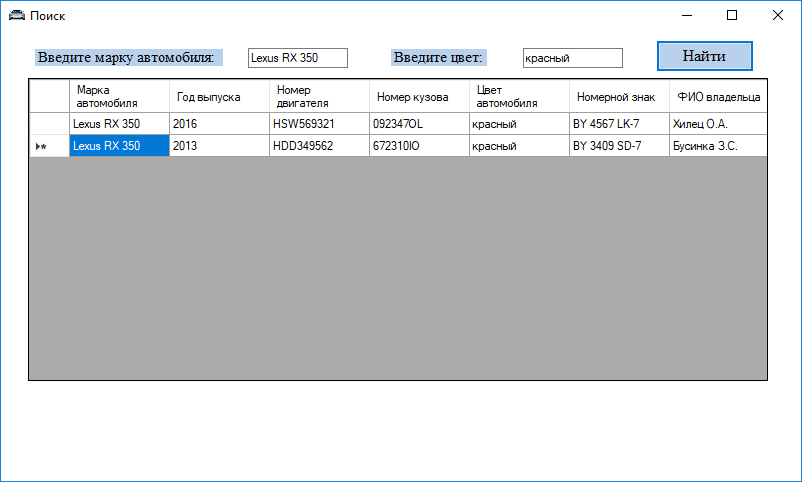 Поиск
Введите марку автомобиля: Lexus RX 350 Введите цвет: красный Найти
Марка автомобиля Год выпуска Номер двигателя Номер кузова Цвет автомобиля Номерной знак ФИО владельца
Lexus RX 350 2016 HSW569321 092347OL красный BY 4567 LK-7 Хилец О.А.
Lexus RX 350 2013 HDD349562 672310IO красный BY 3409 SD-7 Бусинка З.С.